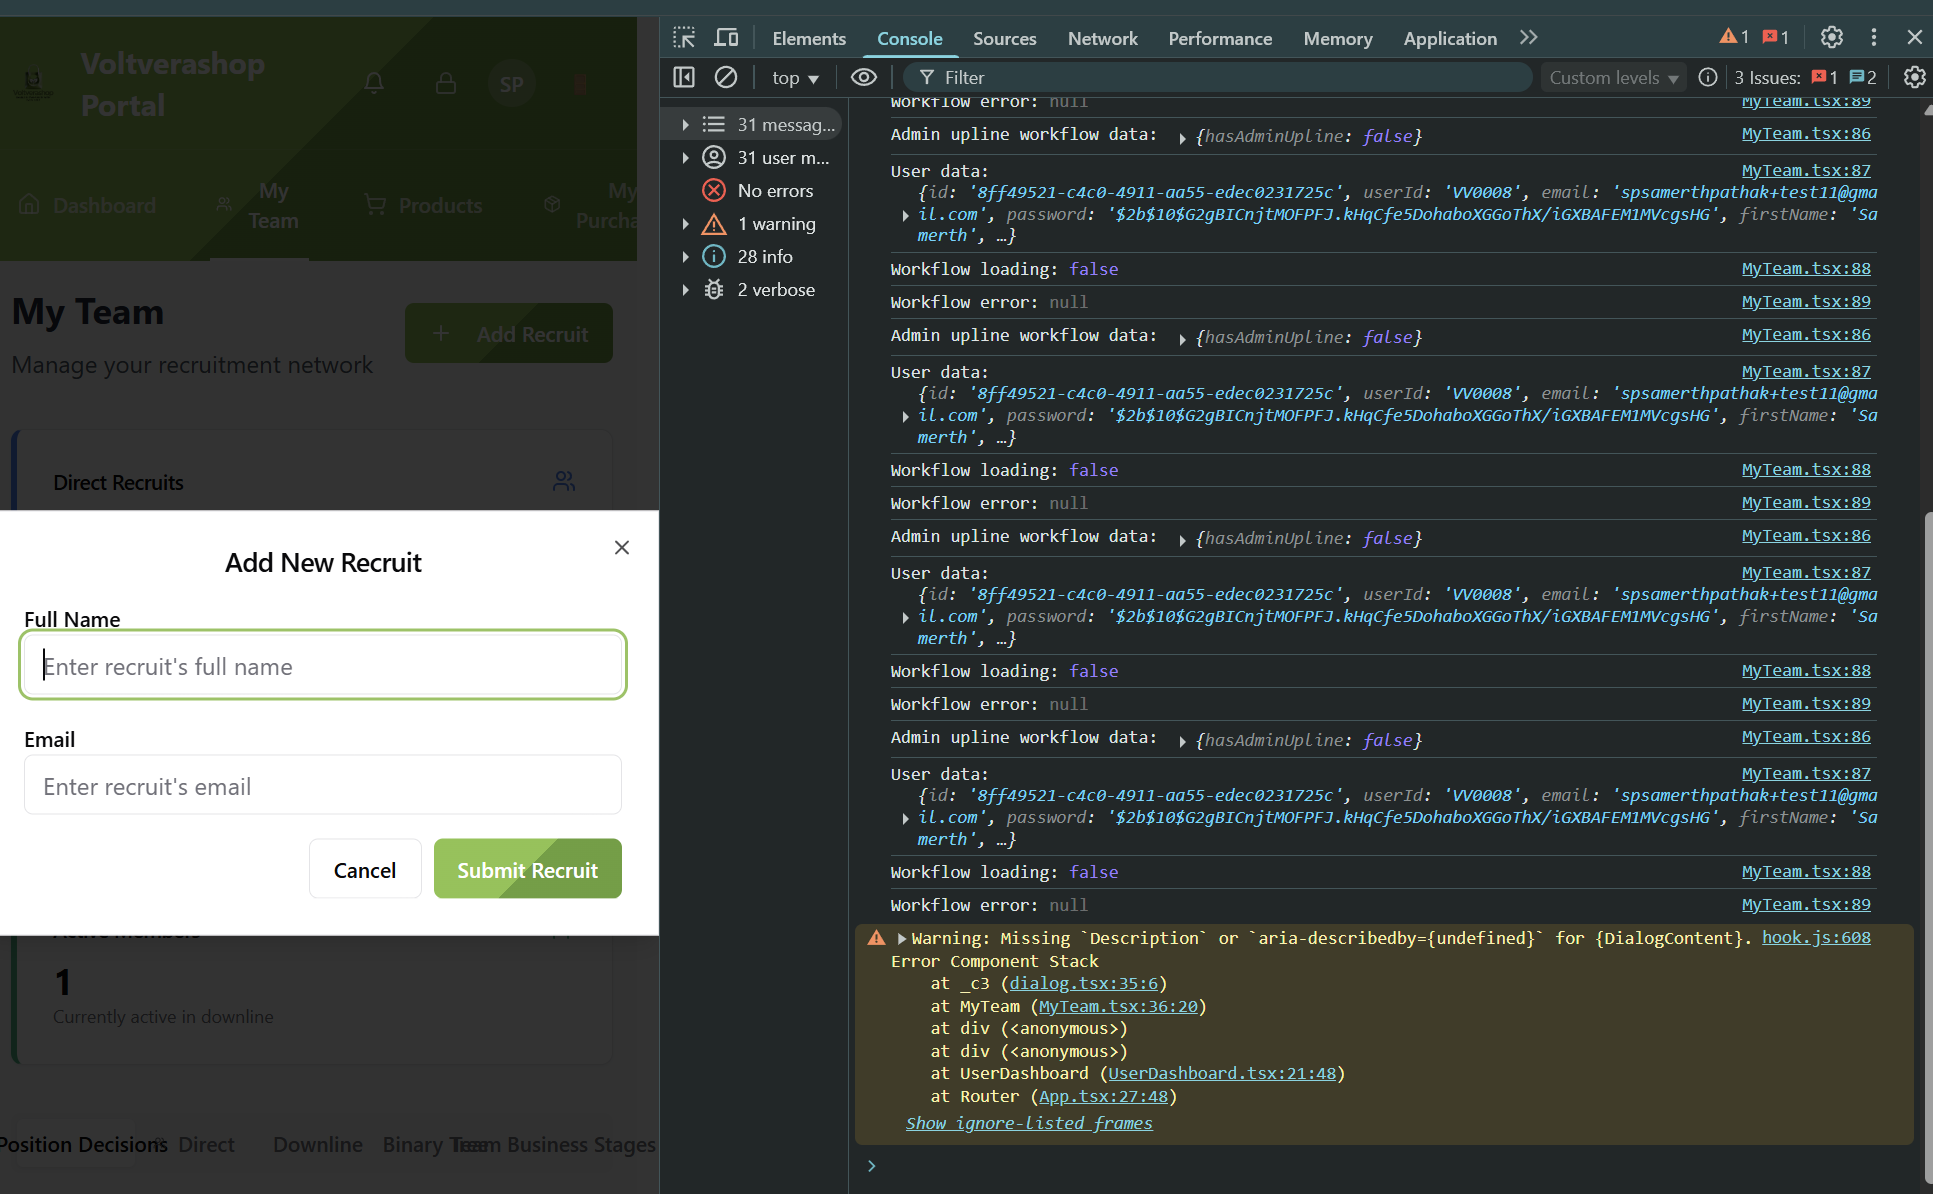 Voltverashop
Portal
SP
Dashboard
My
Team
Products
My
Purcha
My Team
Manage your recruitment network
Add Recruit
Direct Recruits
Add New Recruit
Full Name
Enter recruit's full name
Email
Enter recruit's email
Cancel
Submit Recruit
1
Currently active in downline
Position Decisions
Direct
Downline
Binary Tree
Team Business Stages
Elements
Console
Sources
Network
Performance
Memory
Application
1
1
top
Filter
Custom levels
3 Issues:
1
2
31 messag...
31 user m...
No errors
1 warning
28 info
2 verbose
Workflow error: null MyTeam.tsx:89
Admin upline workflow data: {hasAdminUpline: false} MyTeam.tsx:86
User data: MyTeam.tsx:87
{id: '8ff49521-c4c0-4911-aa55-edec0231725c', userId: 'VV0008', email: 'spsamerthpathak+test11@gma
il.com', password: '$2b$10$G2gBICnjtMOFPFJ.kHqCfe5DohaboXGGoThX/iGXBAFEM1MVcgsHG', firstName: 'Sa
merth', …}
Workflow loading: false MyTeam.tsx:88
Workflow error: null MyTeam.tsx:89
Admin upline workflow data: {hasAdminUpline: false} MyTeam.tsx:86
User data: MyTeam.tsx:87
{id: '8ff49521-c4c0-4911-aa55-edec0231725c', userId: 'VV0008', email: 'spsamerthpathak+test11@gma
il.com', password: '$2b$10$G2gBICnjtMOFPFJ.kHqCfe5DohaboXGGoThX/iGXBAFEM1MVcgsHG', firstName: 'Sa
merth', …}
Workflow loading: false MyTeam.tsx:88
Workflow error: null MyTeam.tsx:89
Admin upline workflow data: {hasAdminUpline: false} MyTeam.tsx:86
User data: MyTeam.tsx:87
{id: '8ff49521-c4c0-4911-aa55-edec0231725c', userId: 'VV0008', email: 'spsamerthpathak+test11@gma
il.com', password: '$2b$10$G2gBICnjtMOFPFJ.kHqCfe5DohaboXGGoThX/iGXBAFEM1MVcgsHG', firstName: 'Sa
merth', …}
Workflow loading: false MyTeam.tsx:88
Workflow error: null MyTeam.tsx:89
Admin upline workflow data: {hasAdminUpline: false} MyTeam.tsx:86
User data: MyTeam.tsx:87
{id: '8ff49521-c4c0-4911-aa55-edec0231725c', userId: 'VV0008', email: 'spsamerthpathak+test11@gma
il.com', password: '$2b$10$G2gBICnjtMOFPFJ.kHqCfe5DohaboXGGoThX/iGXBAFEM1MVcgsHG', firstName: 'Sa
merth', …}
Workflow loading: false MyTeam.tsx:88
Workflow error: null MyTeam.tsx:89
Warning: Missing `Description` or `aria-describedby={undefined}` for {DialogContent}. hook.js:608
Error Component Stack
at _c3 (dialog.tsx:35:6)
at MyTeam (MyTeam.tsx:36:20)
at div (<anonymous>)
at div (<anonymous>)
at UserDashboard (UserDashboard.tsx:21:48)
at Router (App.tsx:27:48)
Show ignore-listed frames